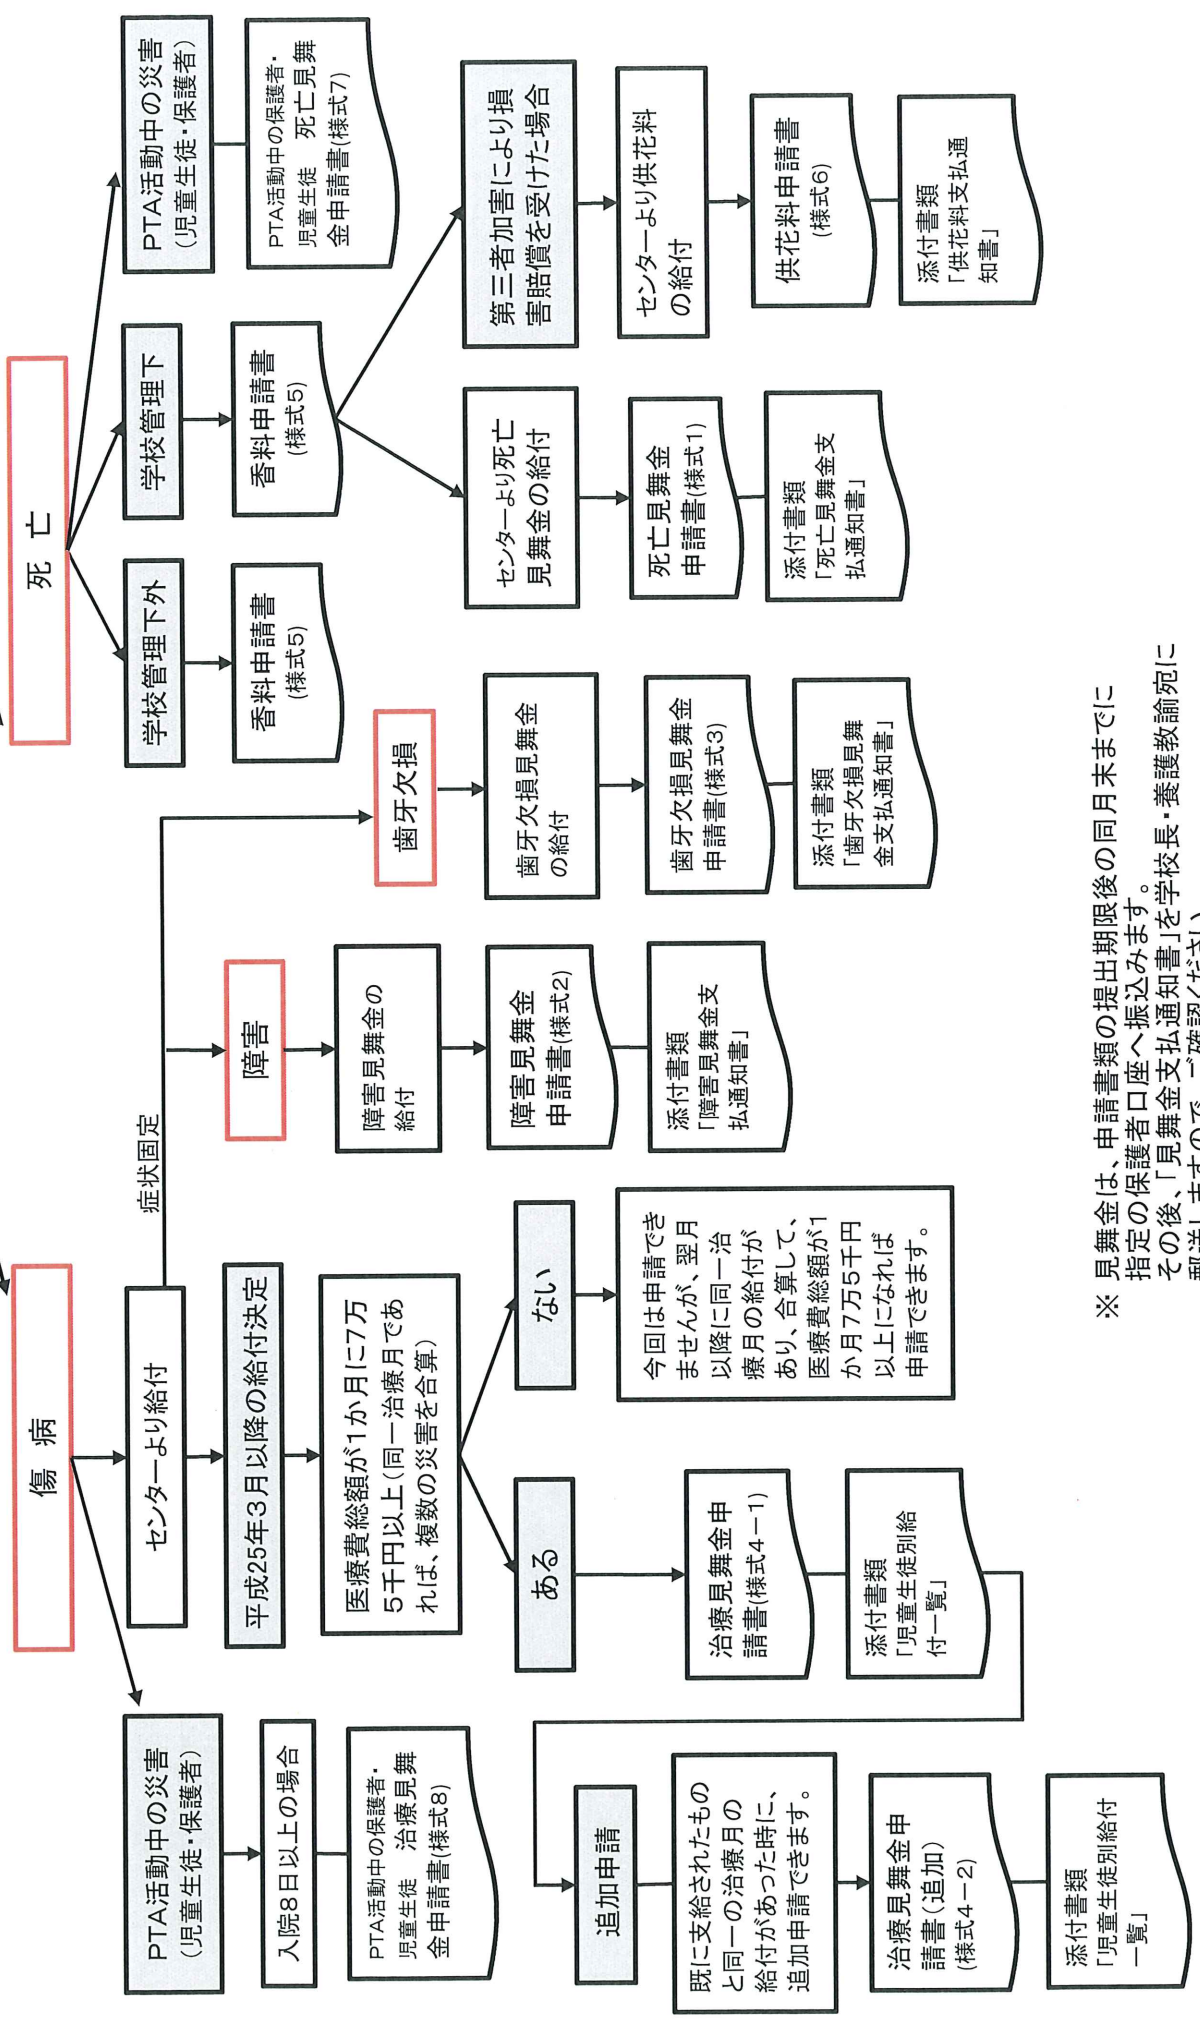 傷 病
PTA活動中の災害
(児童生徒・保護者)
入院8日以上の場合
PTA活動中の保護者・
児童生徒 治療見舞
金申請書(様式8)
センターより給付
症状固定
平成25年3月以降の給付決定
医療費総額が1か月に7万
5千円以上(同一治療月であ
れば、複数の災害を合算)
ある
治療見舞金申
請書(様式4-1)
添付書類
「児童生徒別給
付一覧」
追加申請
既に支給されたもの
と同一の治療月の
給付があった時に、
追加申請できます。
治療見舞金申
請書(追加)
(様式4-2)
添付書類
「児童生徒別給付
一覧」
ない
今回は申請でき
ませんが、翌月
以降に同一治
療月の給付が
あり、合算して、
医療費総額が1
か月7万5千円
以上になれば
申請できます。
障害
障害見舞金の
給付
障害見舞金
申請書(様式2)
添付書類
「障害見舞金支
払通知書」
歯牙欠損
歯牙欠損見舞金
の給付
歯牙欠損見舞金
申請書(様式3)
添付書類
「歯牙欠損見舞
金支払通知書」
死 亡
学校管理下外
香料申請書
(様式5)
学校管理下
香料申請書
(様式5)
センターより死亡
見舞金の給付
死亡見舞金
申請書(様式1)
添付書類
「死亡見舞金支
払通知書」
第三者加害により損
害賠償を受けた場合
センターより供花料
の給付
供花料申請書
(様式6)
添付書類
「供花料支払通
知書」
PTA活動中の災害
(児童生徒・保護者)
PTA活動中の保護者・
児童生徒 死亡見舞
金申請書(様式7)
※ 見舞金は、申請書類の提出期限後の同月末までに
指定の保護者口座へ振込みます。
その後、「見舞金支払通知書」を学校長・養護教諭宛に
郵送しますので、ご確認ください